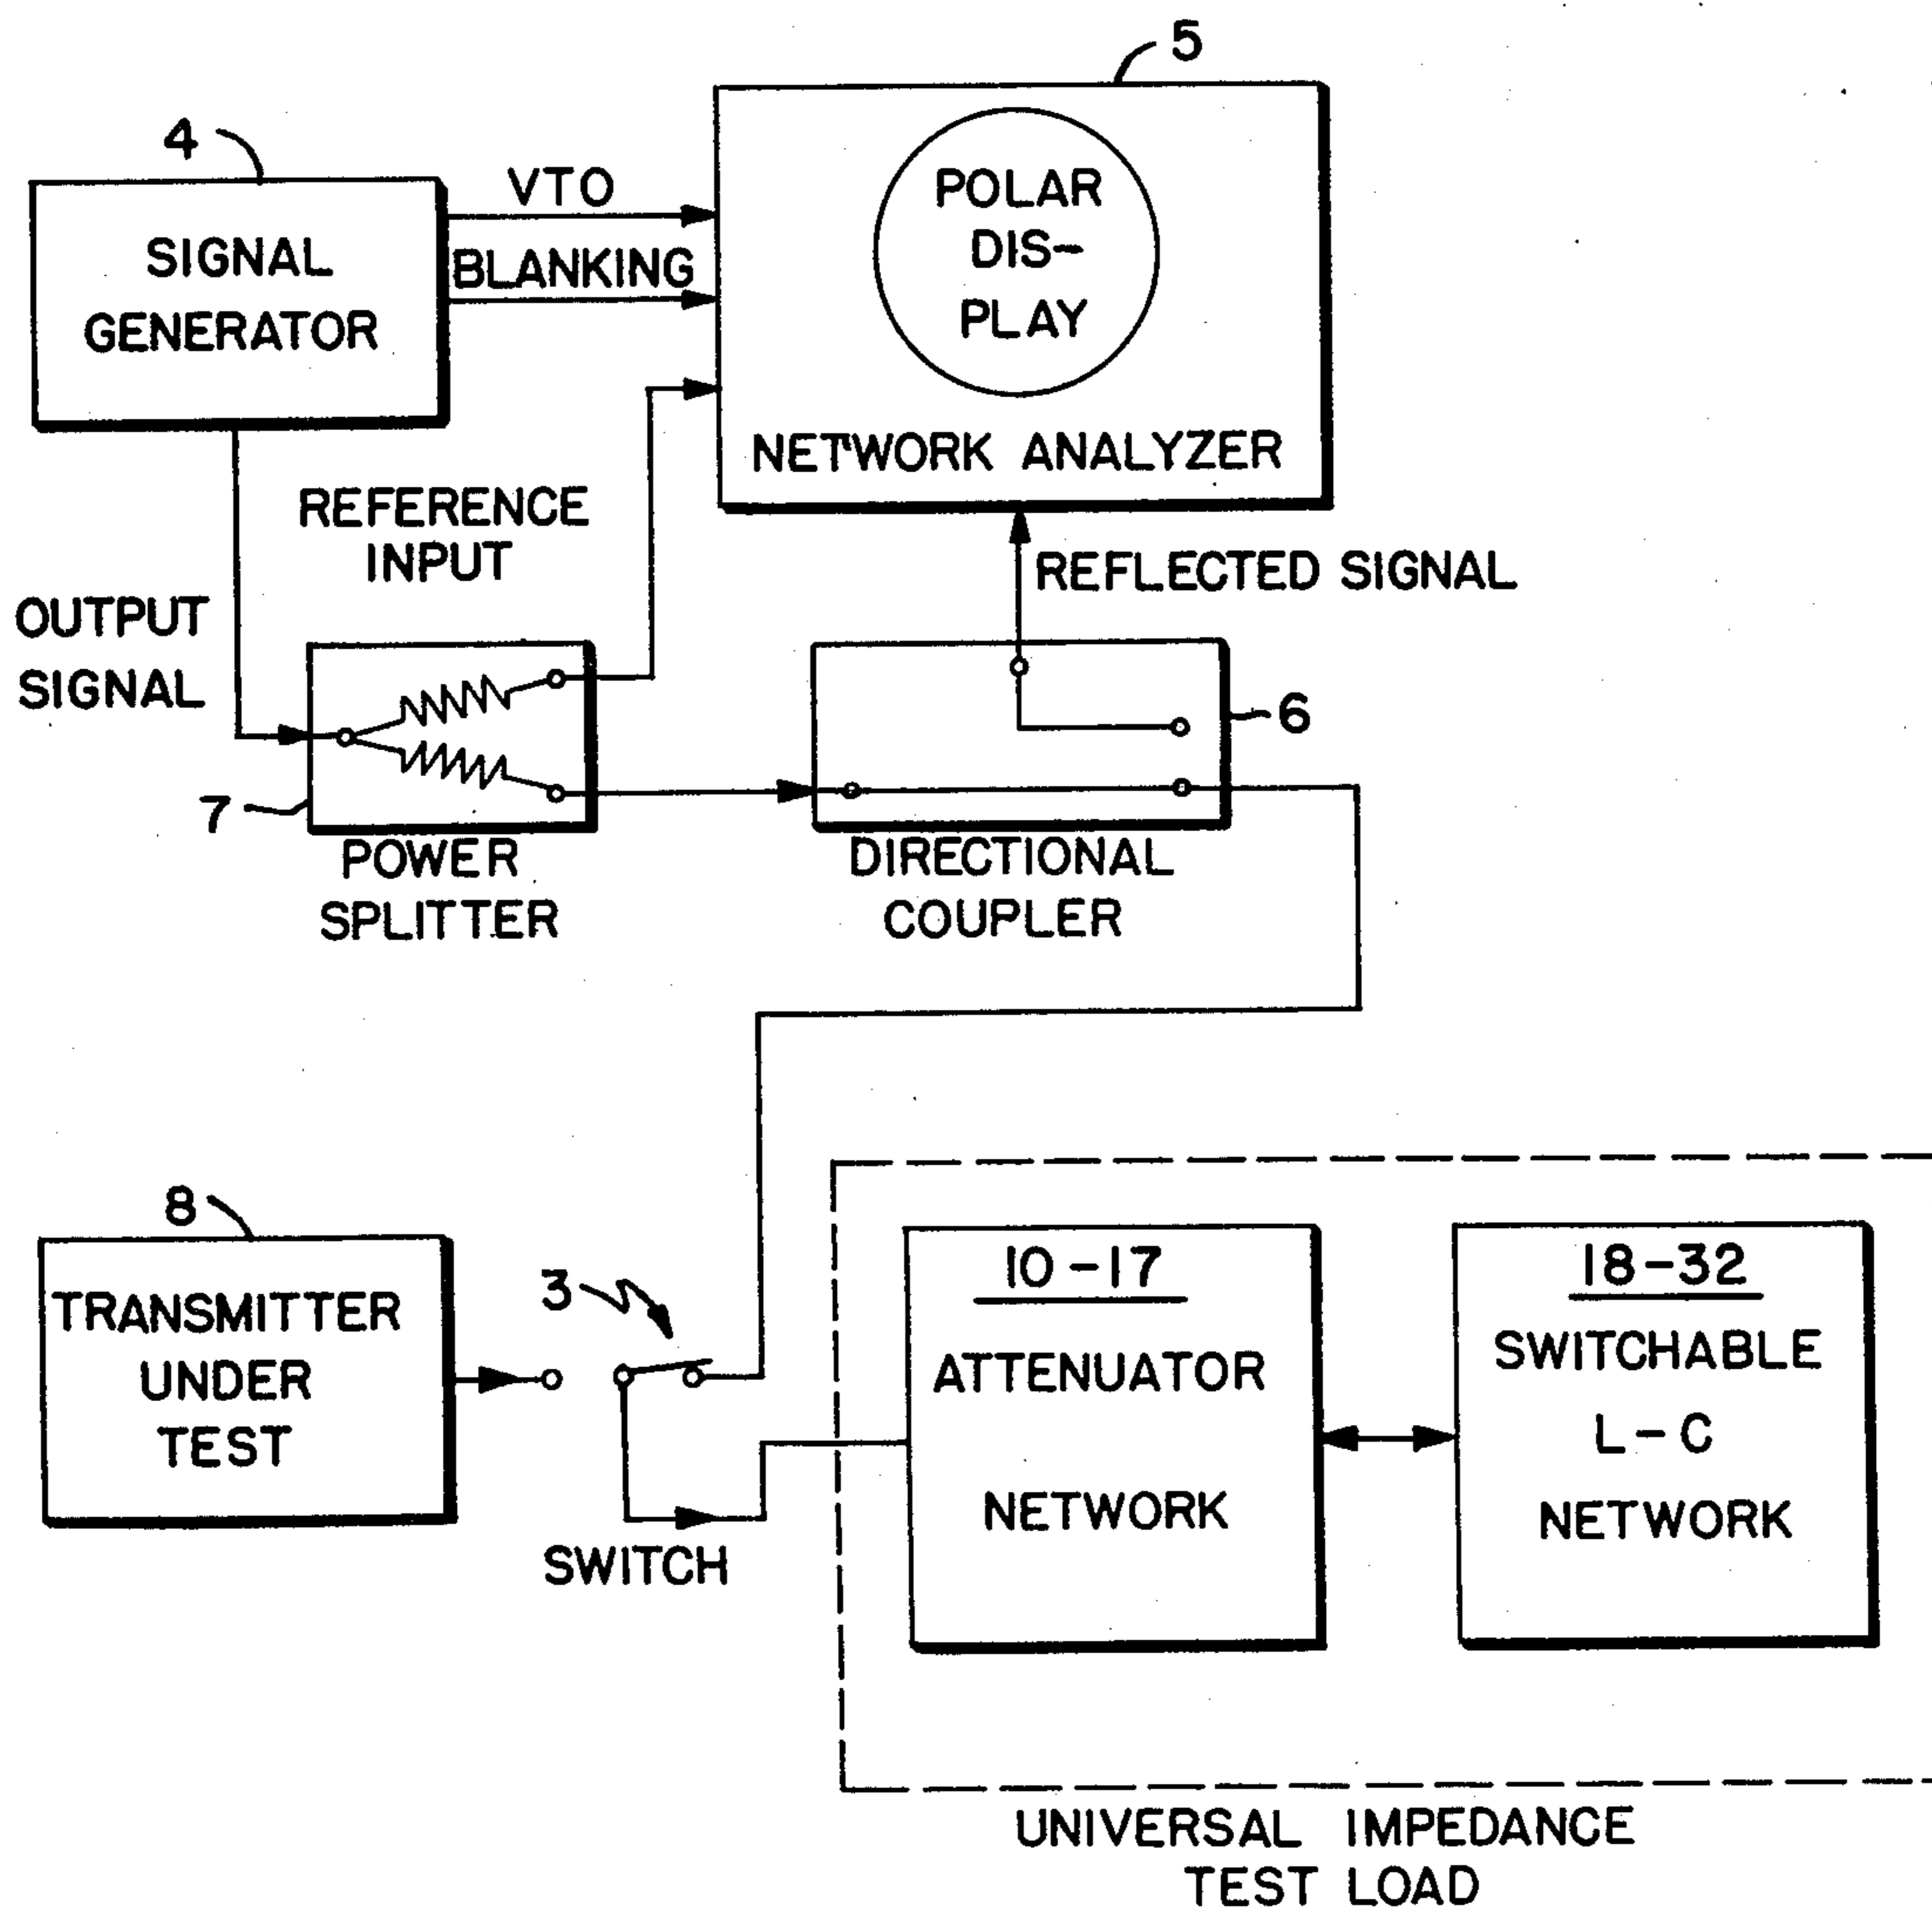 5
4
VTO
BLANKING
SIGNAL
GENERATOR
POLAR
DIS-
PLAY
NETWORK ANALYZER
REFERENCE
INPUT
OUTPUT
SIGNAL
REFLECTED SIGNAL
6
7
POWER
SPLITTER
DIRECTIONAL
COUPLER
8
TRANSMITTER
UNDER
TEST
3
SWITCH
10-17
ATTENUATOR
NETWORK
18-32
SWITCHABLE
L-C
NETWORK
UNIVERSAL IMPEDANCE
TEST LOAD